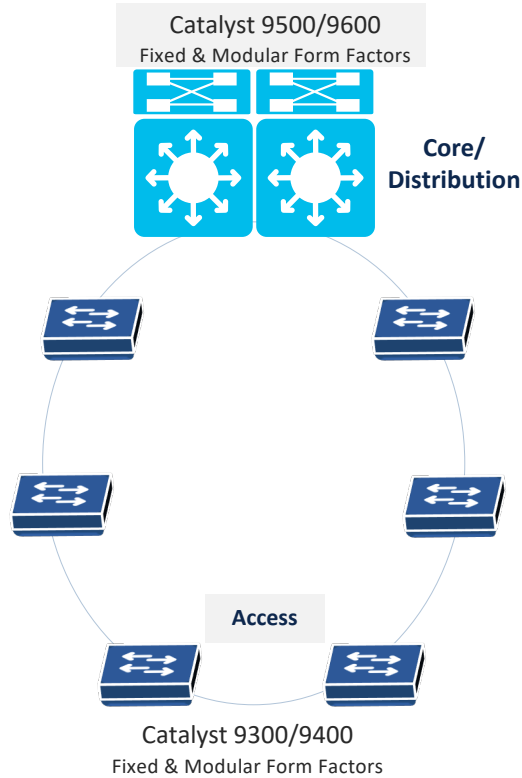 Catalyst 9500/9600
Fixed & Modular Form Factors
Core/
Distribution
Access
Catalyst 9300/9400
Fixed & Modular Form Factors